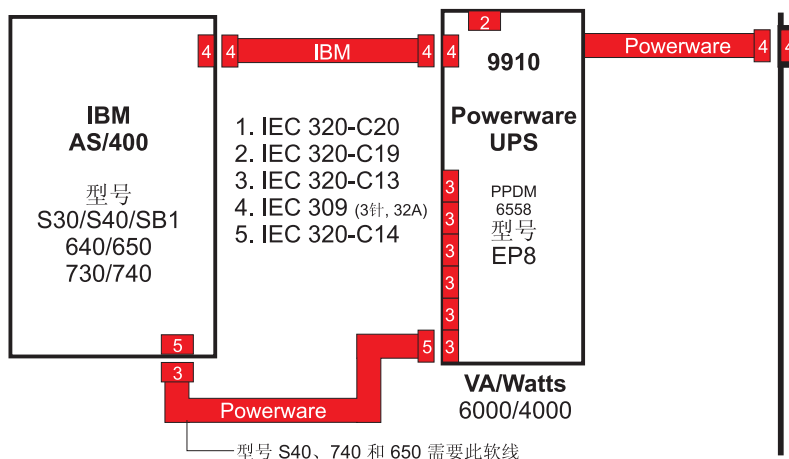 2
4
4
IBM
4
4
9910
Powerware
4
4
IBM
AS/400
型号
S30/S40/SB1
640/650
730/740
1. IEC 320-C20
2. IEC 320-C19
3. IEC 320-C13
4. IEC 309 (3针, 32A)
5. IEC 320-C14
Powerware
UPS
PPDM
6558
型号
EP8
3
3
3
3
3
3
5
3
5
Powerware
VA/Watts
6000/4000
型号 S40、740 和 650 需要此软线